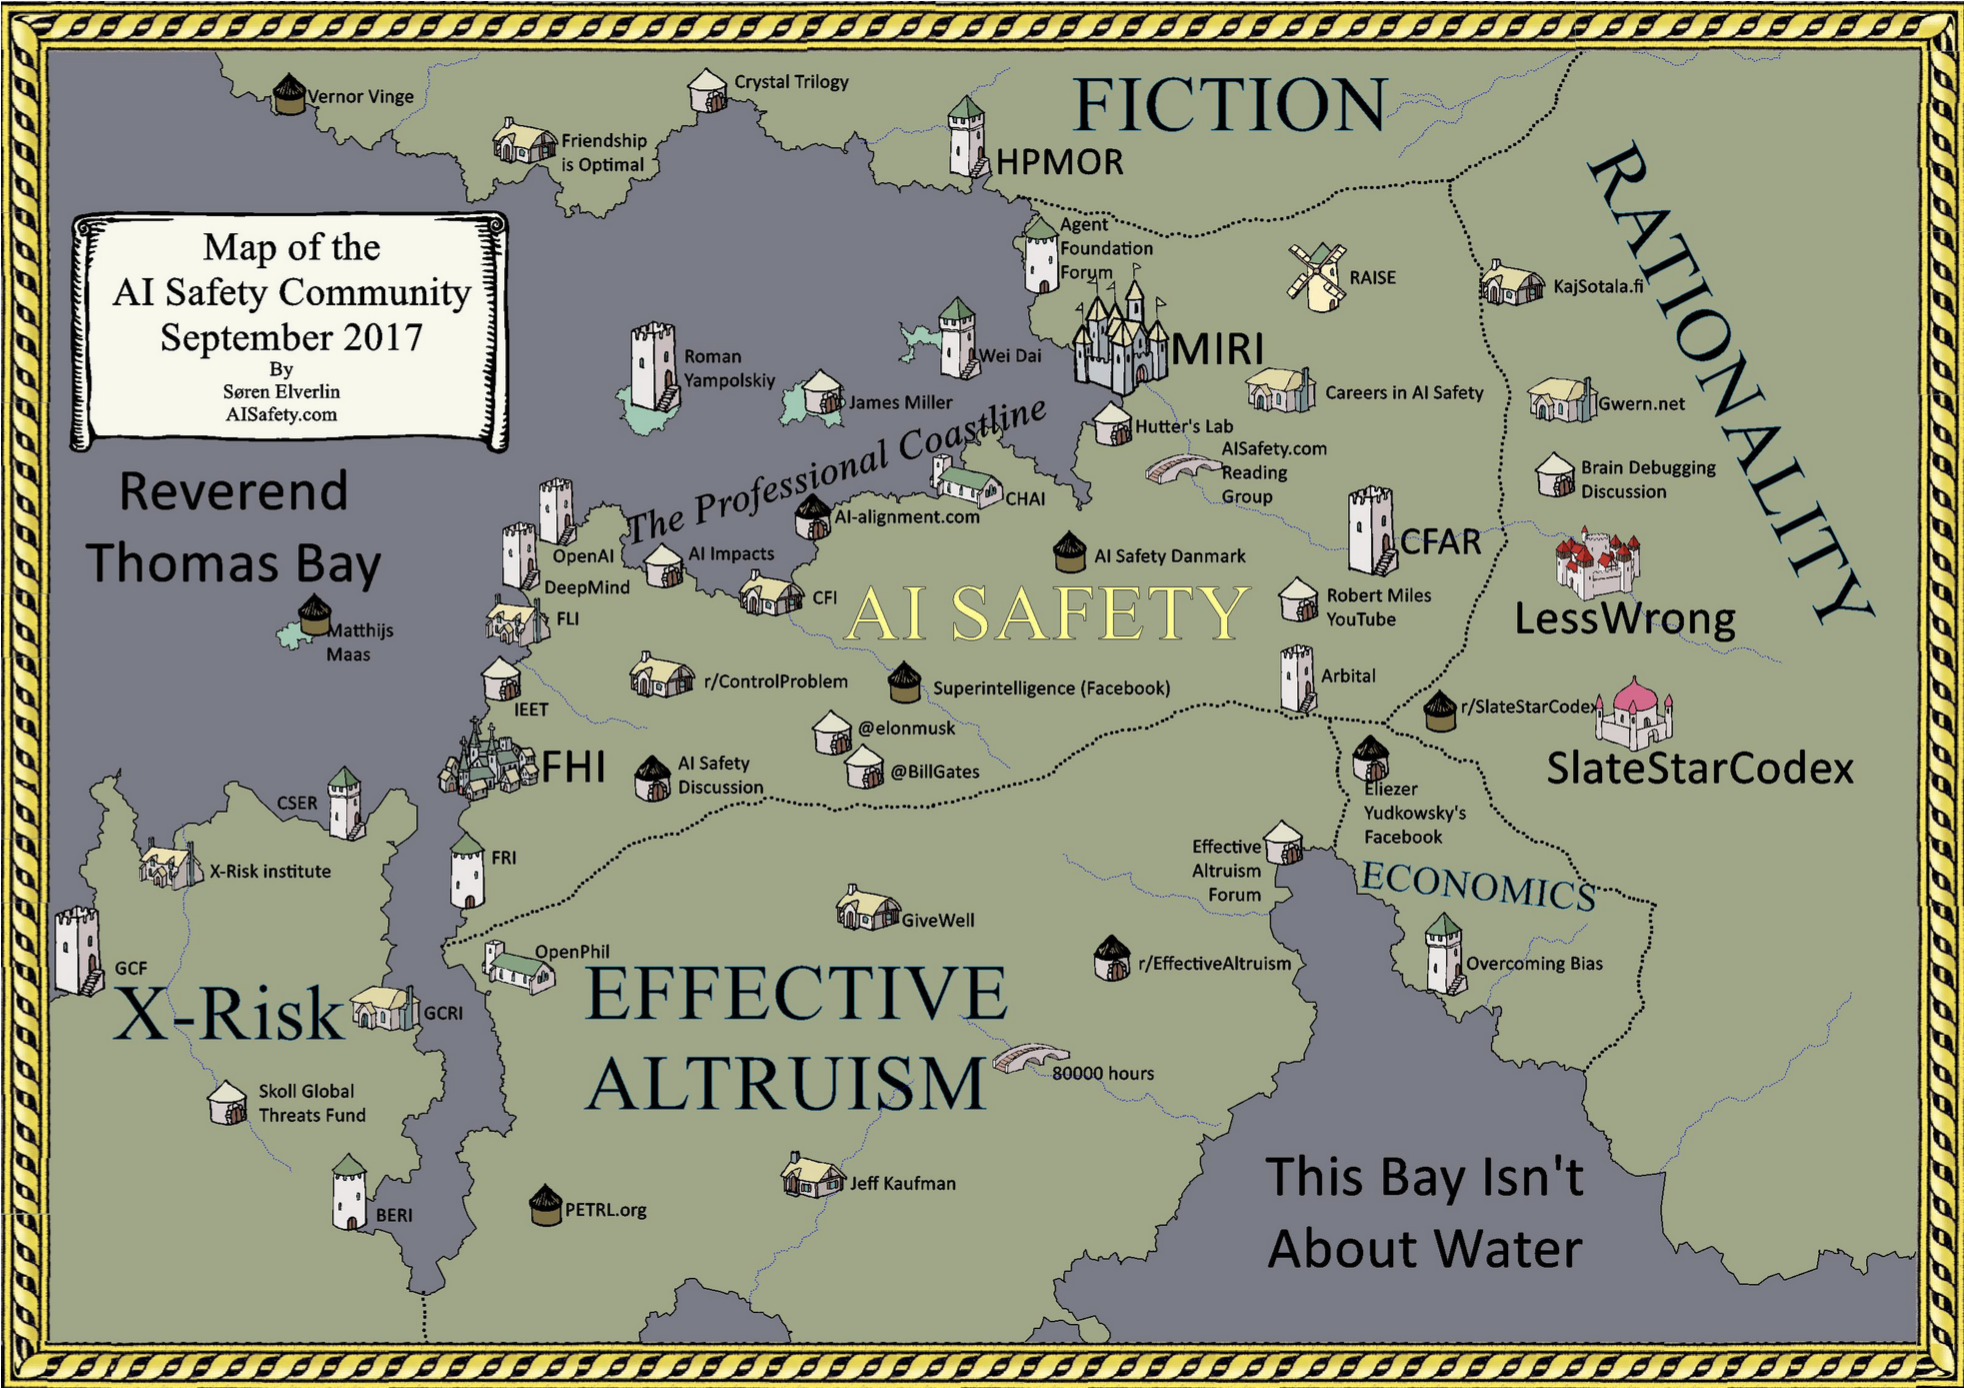 Vernor Vinge
Crystal Trilogy
Friendship
is Optimal
HPMOR
FICTION
RATIONALITY
Map of the
AI Safety Community
September 2017
By
Søren Elverlin
AISafety.com
Agent
Foundation
Forum
RAISE
KajSotala.fi
Roman
Yampolskiy
Wei Dai
MIRI
James Miller
Careers in AI Safety
Gwern.net
The Professional Coastline
Hutter's Lab
AISafety.com
Reading
Group
Brain Debugging
Discussion
Reverend
Thomas Bay
CHAI
AI-alignment.com
OpenAI
AI Impacts
AI Safety Danmark
CFAR
DeepMind
CFI
AI SAFETY
Robert Miles
YouTube
LessWrong
FLI
Matthijs
Maas
r/ControlProblem
Superintelligence (Facebook)
Arbital
IEET
r/SlateStarCodex
@elonmusk
FHI
AI Safety
Discussion
@BillGates
SlateStarCodex
Eliezer
Yudkowsky's
Facebook
CSER
X-Risk institute
FRI
Effective
Altruism
Forum
ECONOMICS
GiveWell
GCF
OpenPhil
r/EffectiveAltruism
Overcoming Bias
X-Risk
GCRI
EFFECTIVE
ALTRUISM
80000 hours
Skoll Global
Threats Fund
Jeff Kaufman
BERI
PETRL.org
This Bay Isn't
About Water